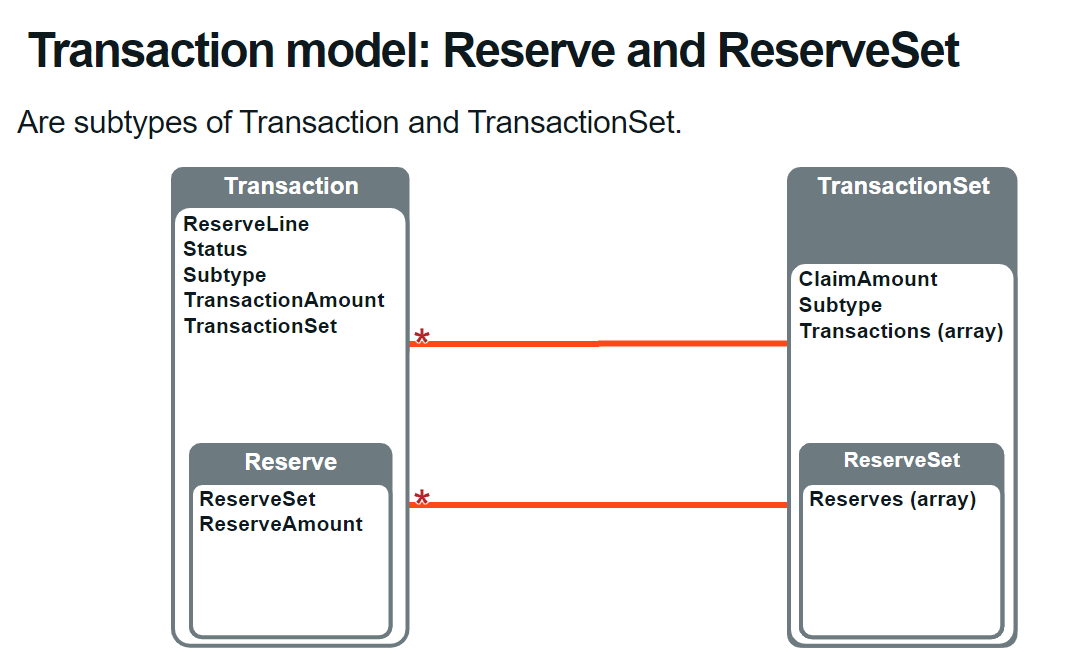 Transaction model: Reserve and ReserveSet
Are subtypes of Transaction and TransactionSet.
Transaction
ReserveLine
Status
Subtype
TransactionAmount
TransactionSet
*
TransactionSet
ClaimAmount
Subtype
Transactions (array)
Reserve
ReserveSet
ReserveAmount
*
ReserveSet
Reserves (array)